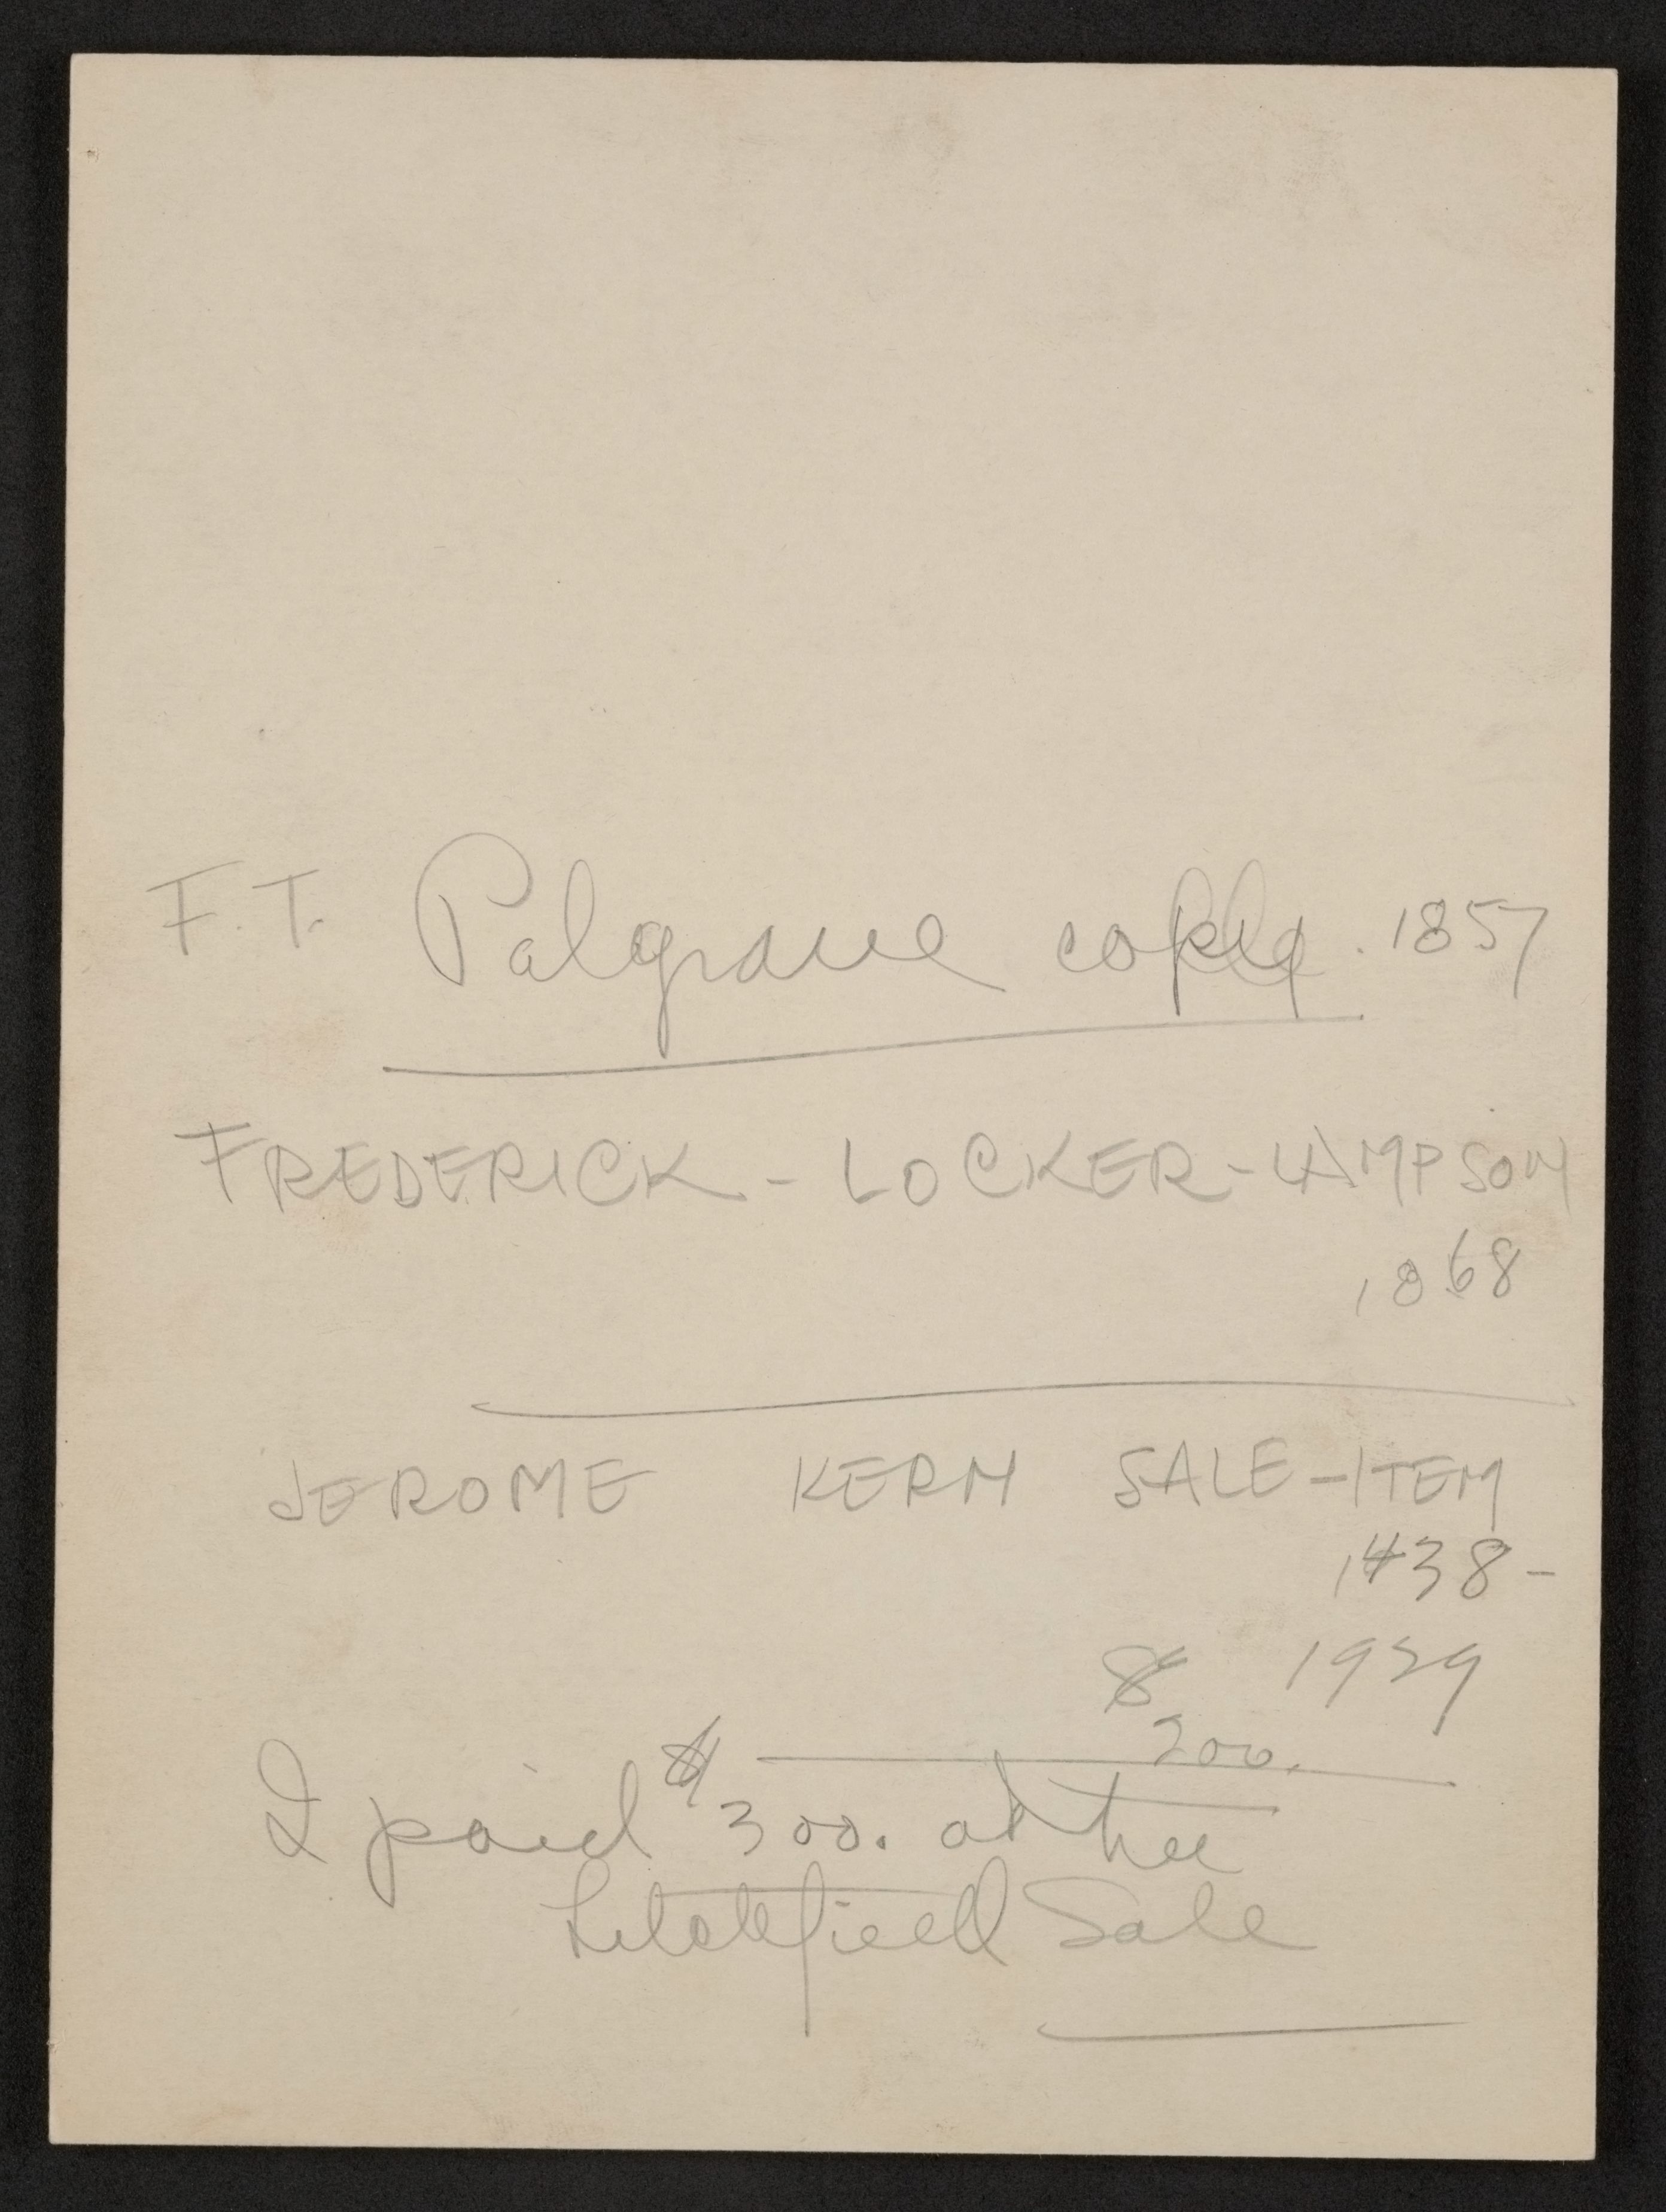 F. T. Palgrave copy. 1857
FREDERICK - LOCKER - LAMPSON
1868
JEROME KERN SALE - ITEM
1438 -
1929
$ 200.
I paid $300. at the
Litchfield Sale